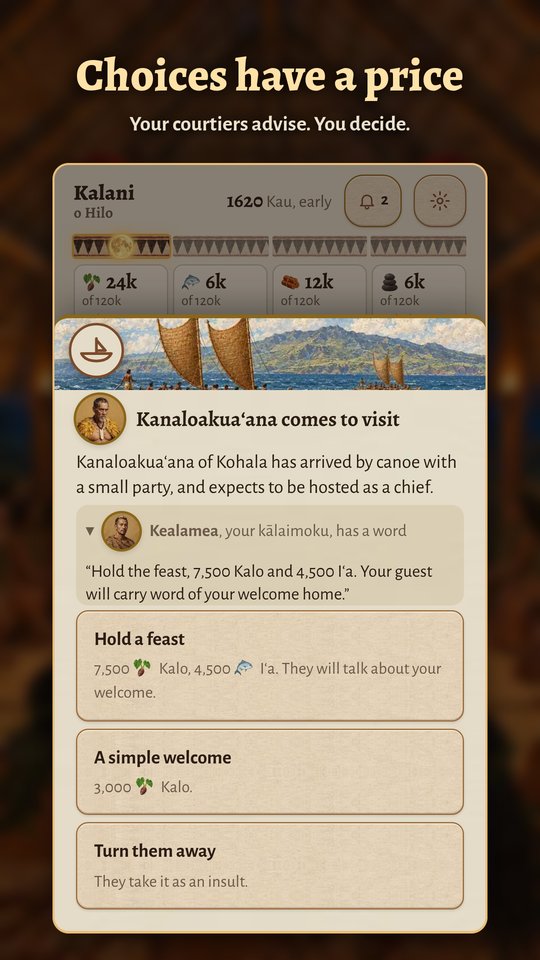 Choices have a price
Your courtiers advise. You decide.
Kalani
o Hilo
1620 Kau, early
2
24k
of 120k
6k
of 120k
12k
of 120k
6k
of 120k
Kanaloakuaʻana comes to visit
Kanaloakuaʻana of Kohala has arrived by canoe with
a small party, and expects to be hosted as a chief.
▼ Kealamea, your kālaimoku, has a word
“Hold the feast, 7,500 Kalo and 4,500 Iʻa. Your guest
will carry word of your welcome home.”
Hold a feast
7,500 Kalo, 4,500 Iʻa. They will talk about your
welcome.
A simple welcome
3,000 Kalo.
Turn them away
They take it as an insult.